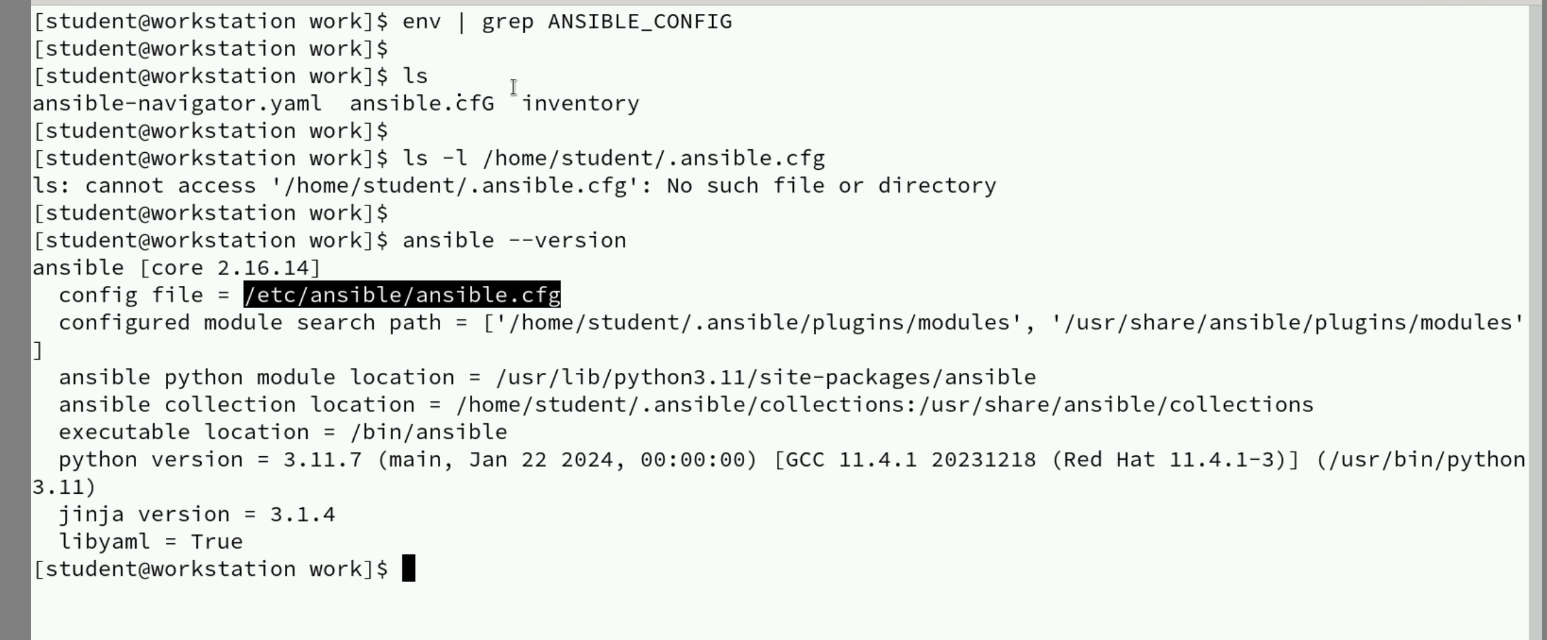 [student@workstation work]$ env | grep ANSIBLE_CONFIG
[student@workstation work]$
[student@workstation work]$ ls
ansible-navigator.yaml  ansible.cfG  inventory
[student@workstation work]$
[student@workstation work]$ ls -l /home/student/.ansible.cfg
ls: cannot access '/home/student/.ansible.cfg': No such file or directory
[student@workstation work]$
[student@workstation work]$ ansible --version
ansible [core 2.16.14]
  config file = /etc/ansible/ansible.cfg
  configured module search path = ['/home/student/.ansible/plugins/modules', '/usr/share/ansible/plugins/modules'
]
  ansible python module location = /usr/lib/python3.11/site-packages/ansible
  ansible collection location = /home/student/.ansible/collections:/usr/share/ansible/collections
  executable location = /bin/ansible
  python version = 3.11.7 (main, Jan 22 2024, 00:00:00) [GCC 11.4.1 20231218 (Red Hat 11.4.1-3)] (/usr/bin/python
3.11)
  jinja version = 3.1.4
  libyaml = True
[student@workstation work]$